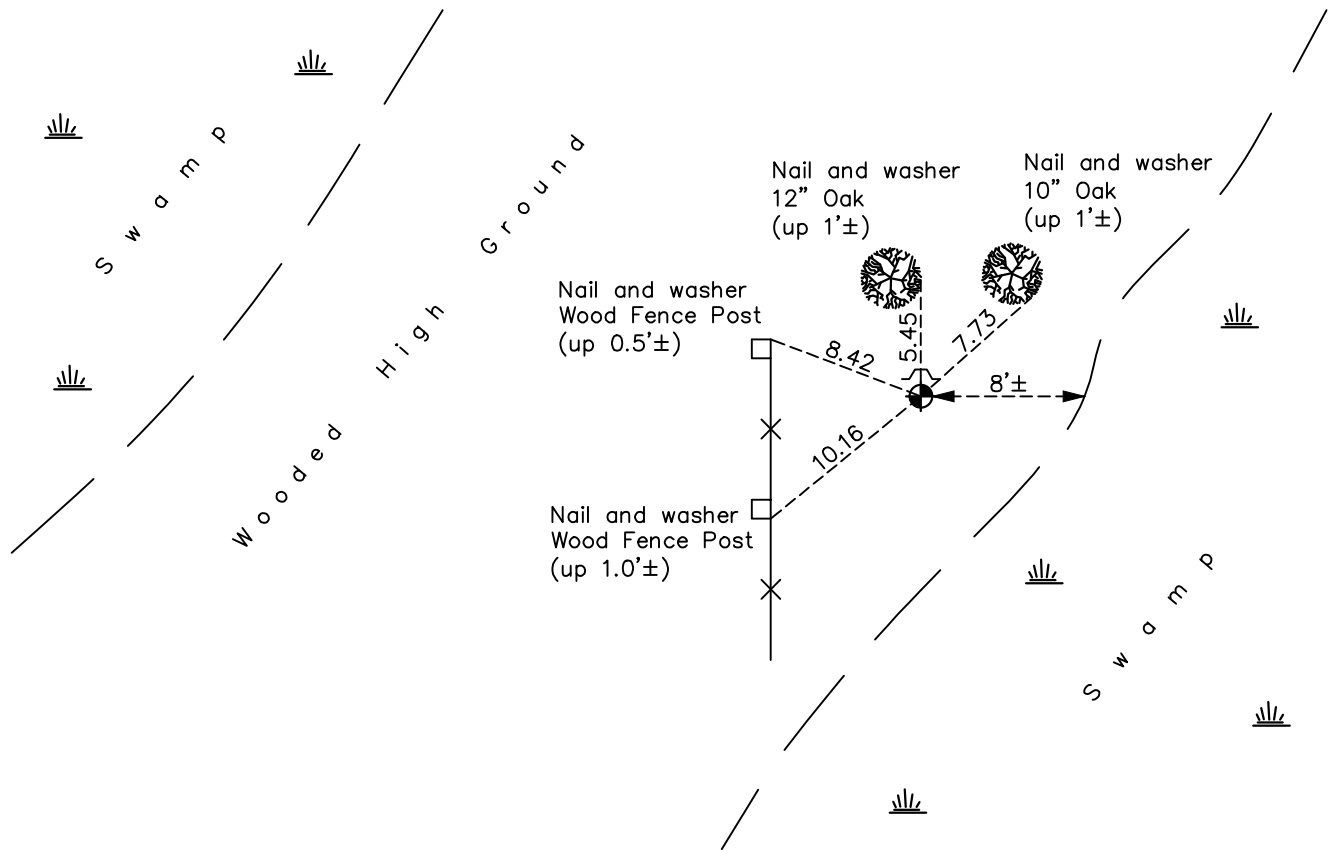 Swamp
Wooded High Ground
Nail and washer
12” Oak
(up 1’±)
Nail and washer
10” Oak
(up 1’±)
Nail and washer
Wood Fence Post
(up 0.5’±)
8.42
5.45
7.73
8’±
10.16
Nail and washer
Wood Fence Post
(up 1.0’±)
Swamp